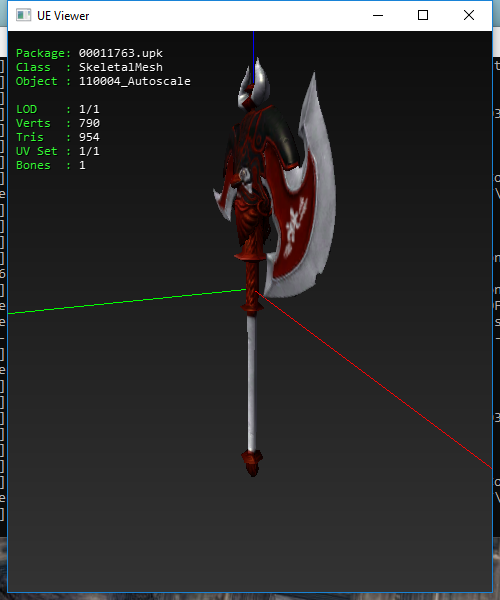 UE Viewer
Package: 00011763.upk
Class : SkeletalMesh
Object : 110004_Autoscale
LOD : 1/1
Verts : 790
Tris : 954
UV Set : 1/1
Bones : 1